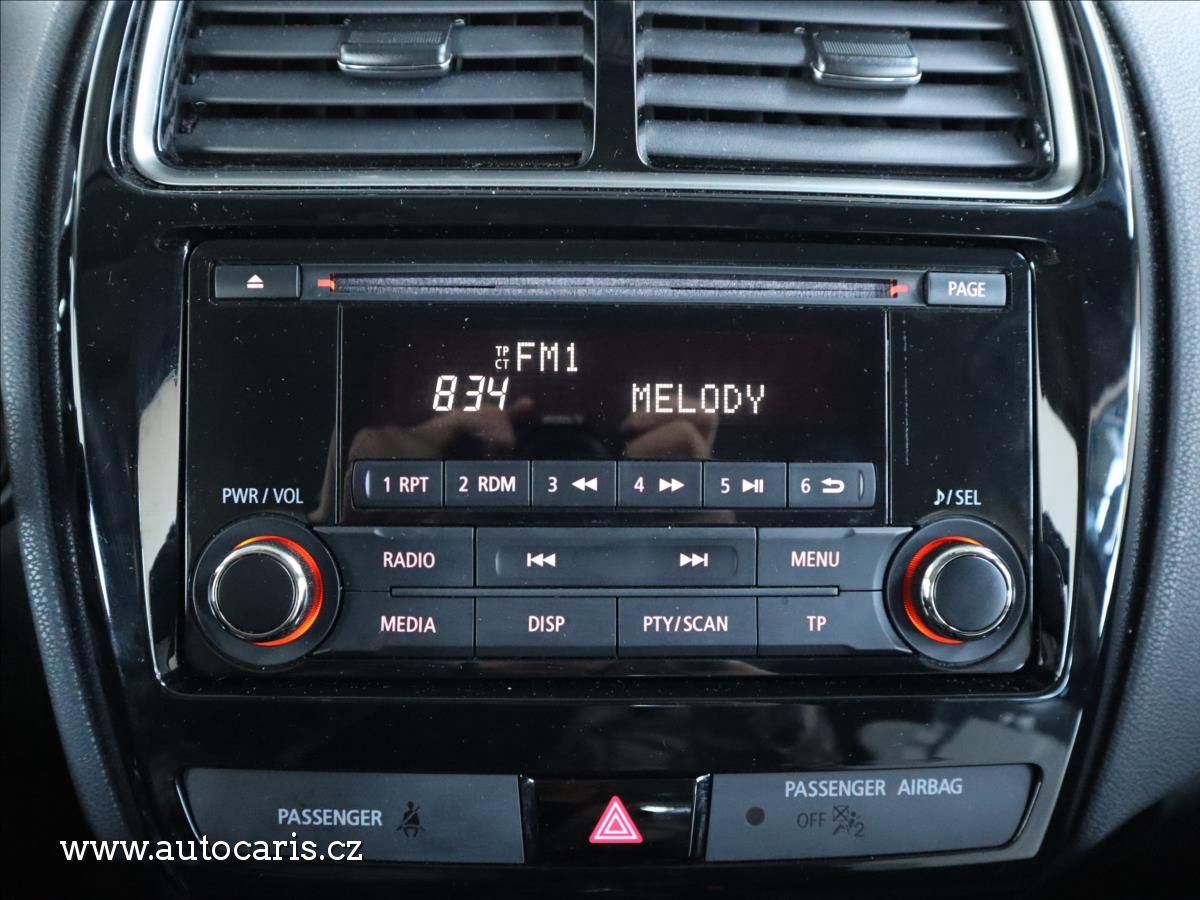 PAGE
TP
CT
FM1
834 MELODY
1 RPT 2 RDM 3 4 5 6
PWR / VOL
/ SEL
RADIO MENU
MEDIA DISP PTY/SCAN TP
PASSENGER
PASSENGER AIRBAG
OFF 2
www.autocaris.cz